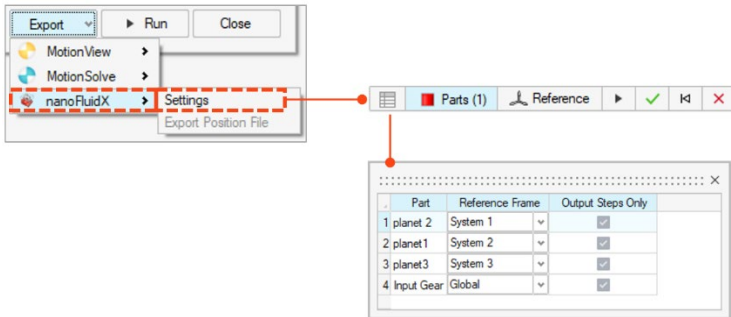 Export Run Close
MotionView
MotionSolve
nanoFluidX Settings
Export Position File
Parts (1) Reference
Part Reference Frame Output Steps Only
1 planet 2 System 1
2 planet1 System 2
3 planet3 System 3
4 Input Gear Global